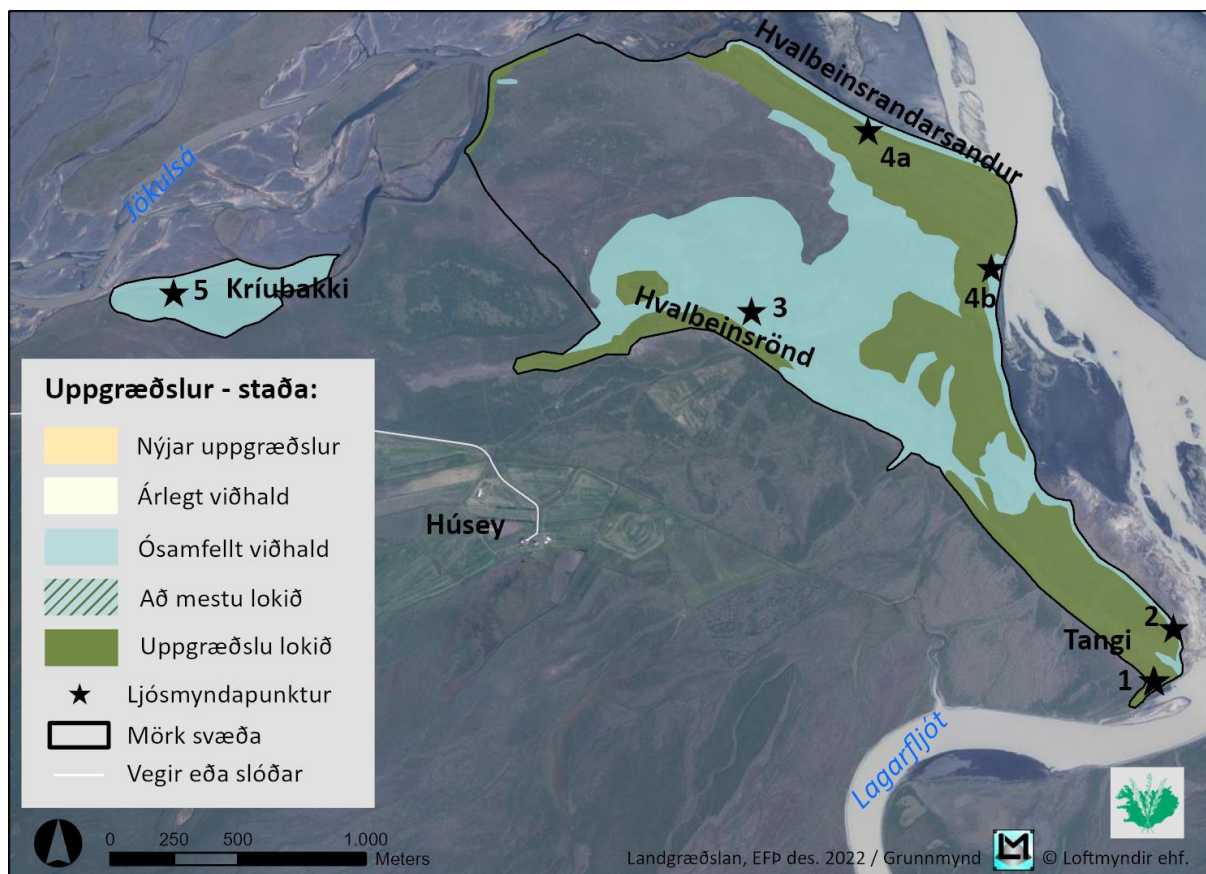 Hvalbeinsrandarsandur
4a
Jökulsá
5 Kríubakki
4b
3
Hvalbeinsrönd
Húsey
2
Tangi
1
Lagarfljót
Uppgræðslur - staða:
Nýjar uppgræðslur
Árlegt viðhald
Ósamfellt viðhald
Að mestu lokið
Uppgræðslu lokið
Ljósmyndapunktur
Mörk svæða
Vegir eða slóðar
0 250 500 1.000
Meters
Landgræðslan, EFÞ des. 2022 / Grunnmynd LM © Loftmyndir ehf.